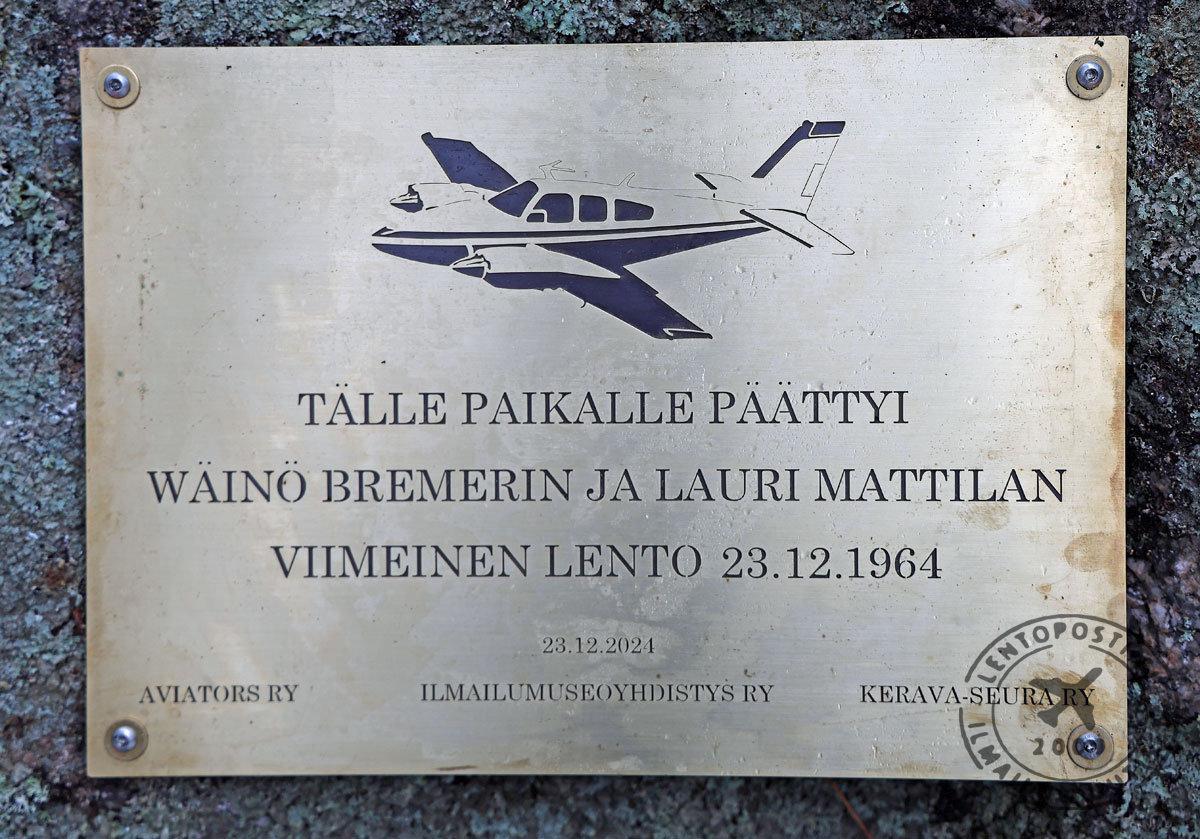 TÄLLE PAIKALLE PÄÄTTYI
WÄINÖ BREMERIN JA LAURI MATTILAN
VIIMEINEN LENTO 23.12.1964
23.12.2024
AVIATORS RY ILMAILUMUSEOYHDISTYS RY KERAVA-SEURA RY
LENTOPOSTI